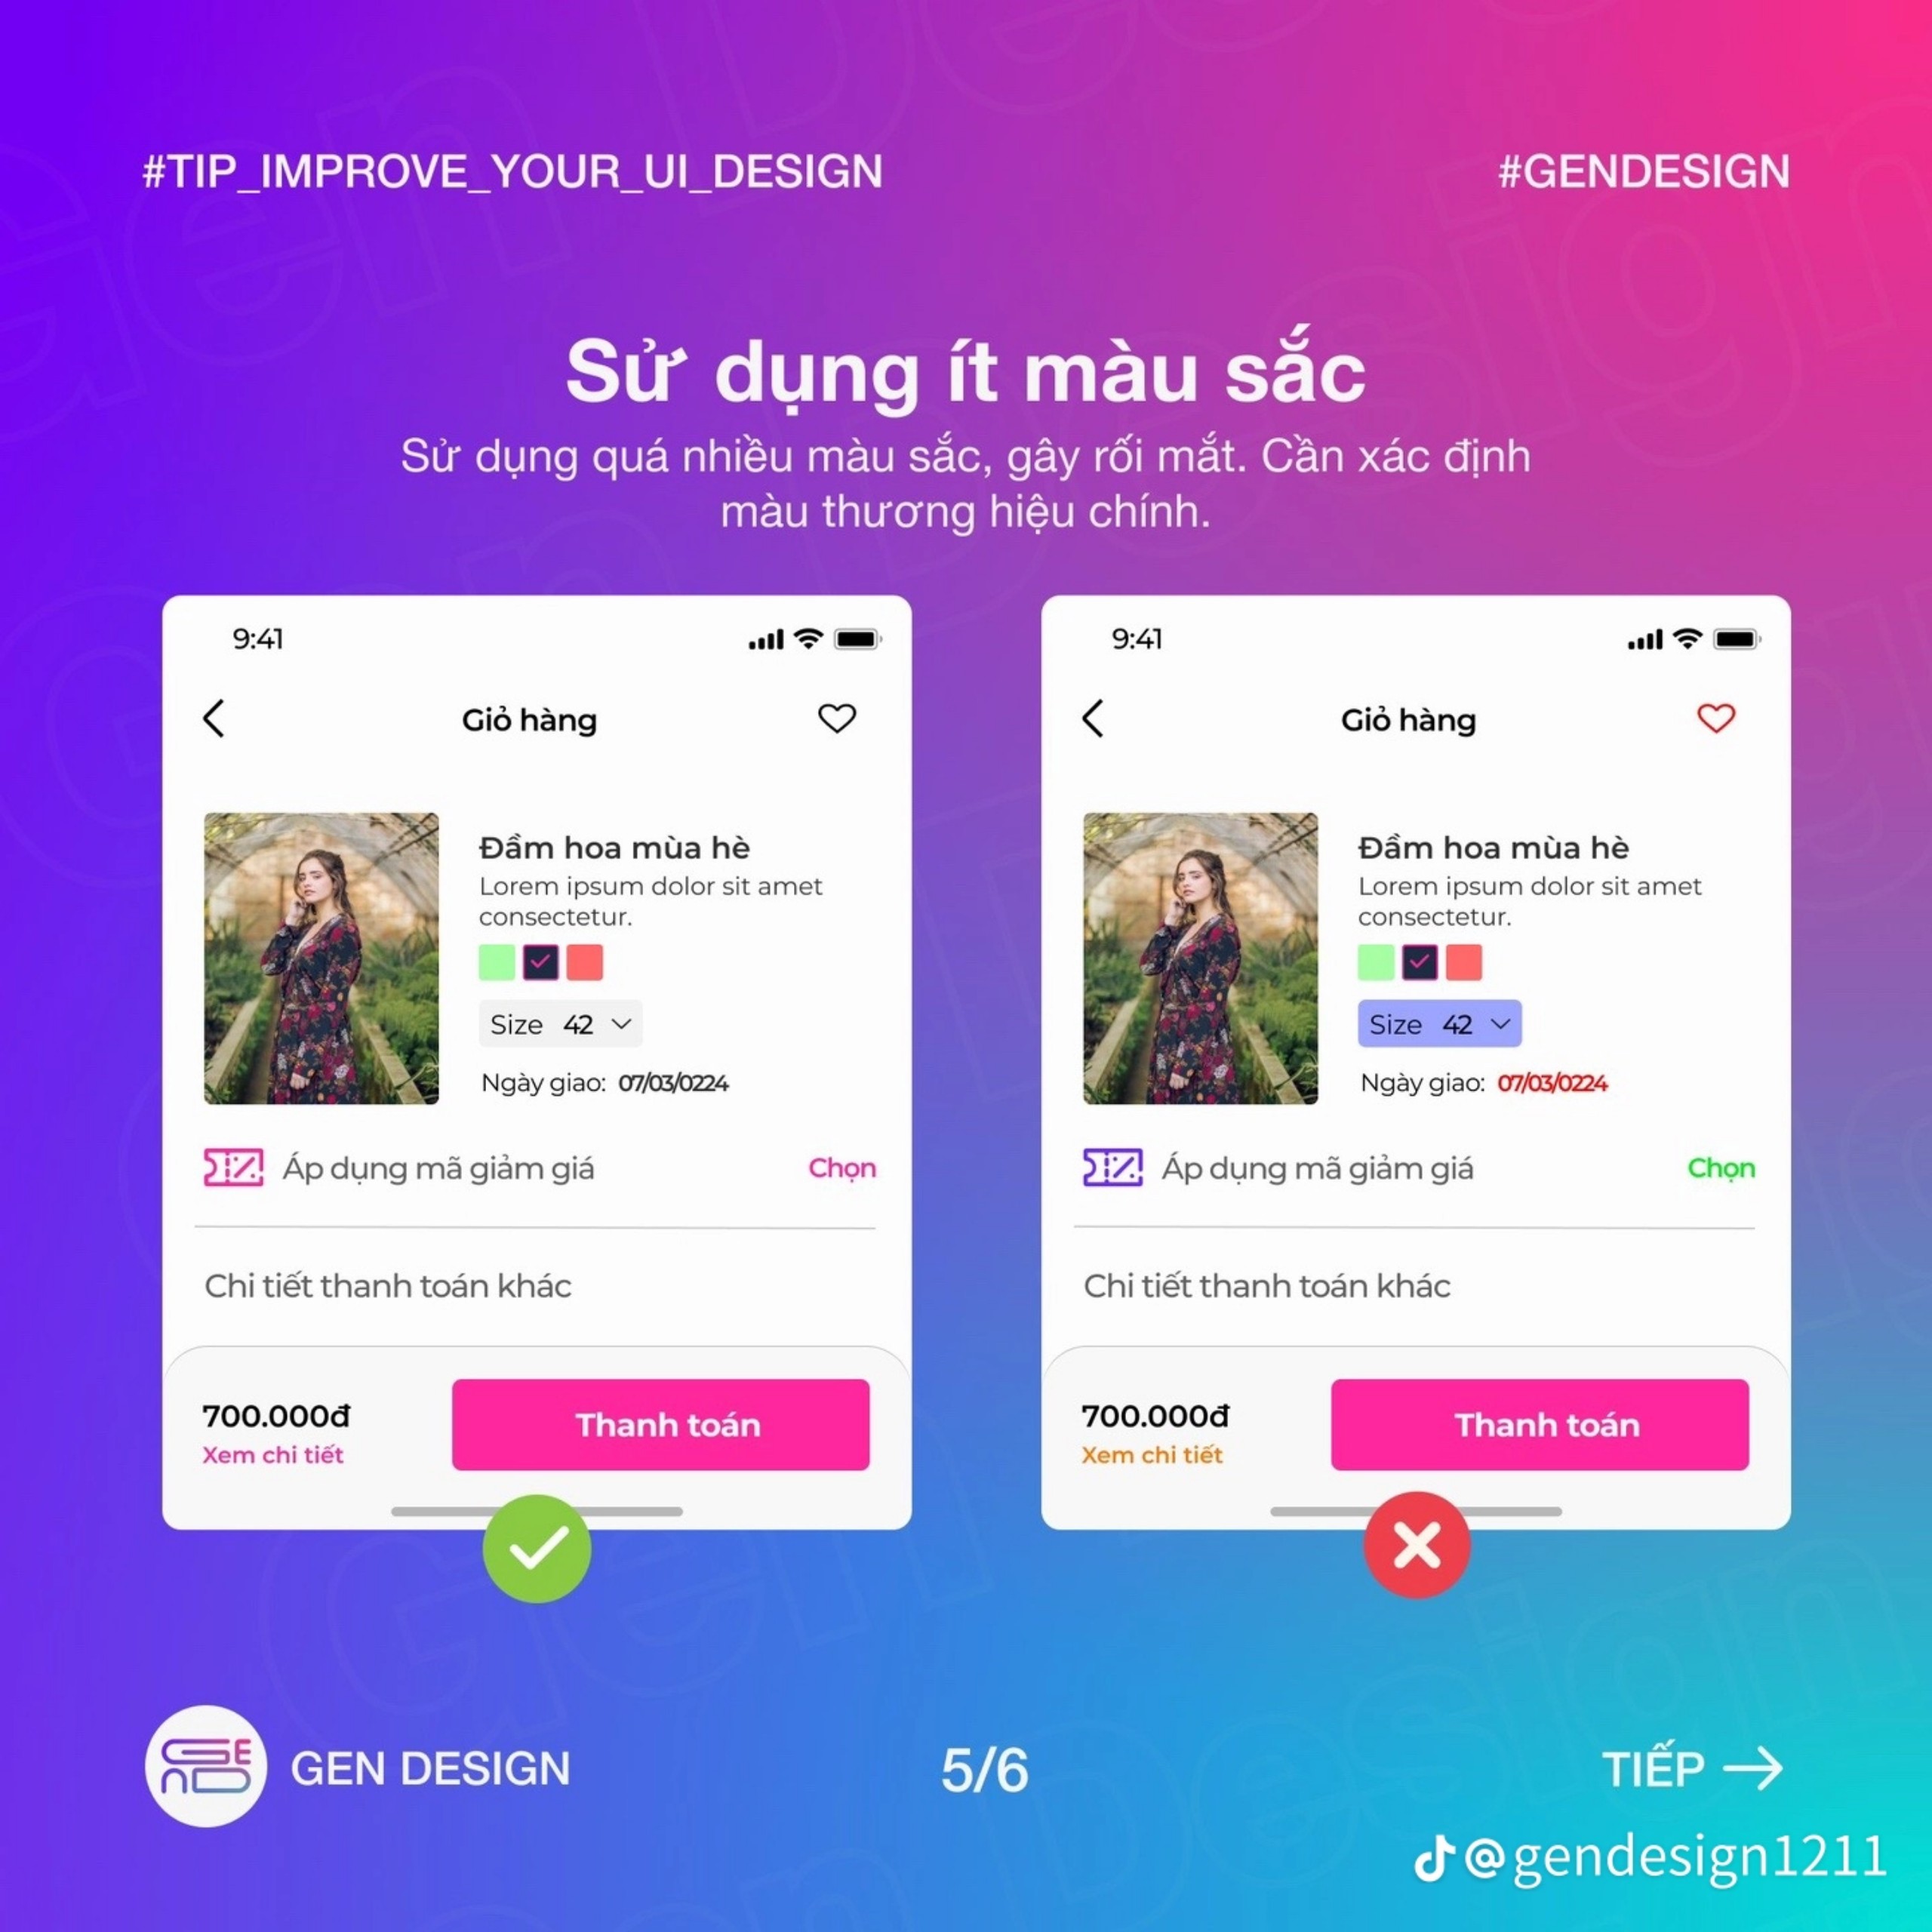 #TIP_IMPROVE_YOUR_UI_DESIGN
#GENDESIGN
Sử dụng ít màu sắc
Sử dụng quá nhiều màu sắc, gây rối mắt. Cần xác định
màu thương hiệu chính.
9:41
Giỏ hàng
Đầm hoa mùa hè
Lorem ipsum dolor sit amet
consectetur.
Size 42
Ngày giao: 07/03/0224
Áp dụng mã giảm giá
Chọn
Chi tiết thanh toán khác
700.000đ
Xem chi tiết
Thanh toán
9:41
Giỏ hàng
Đầm hoa mùa hè
Lorem ipsum dolor sit amet
consectetur.
Size 42
Ngày giao: 07/03/0224
Áp dụng mã giảm giá
Chọn
Chi tiết thanh toán khác
700.000đ
Xem chi tiết
Thanh toán
GEN DESIGN
5/6
TIẾP
@gendesign1211